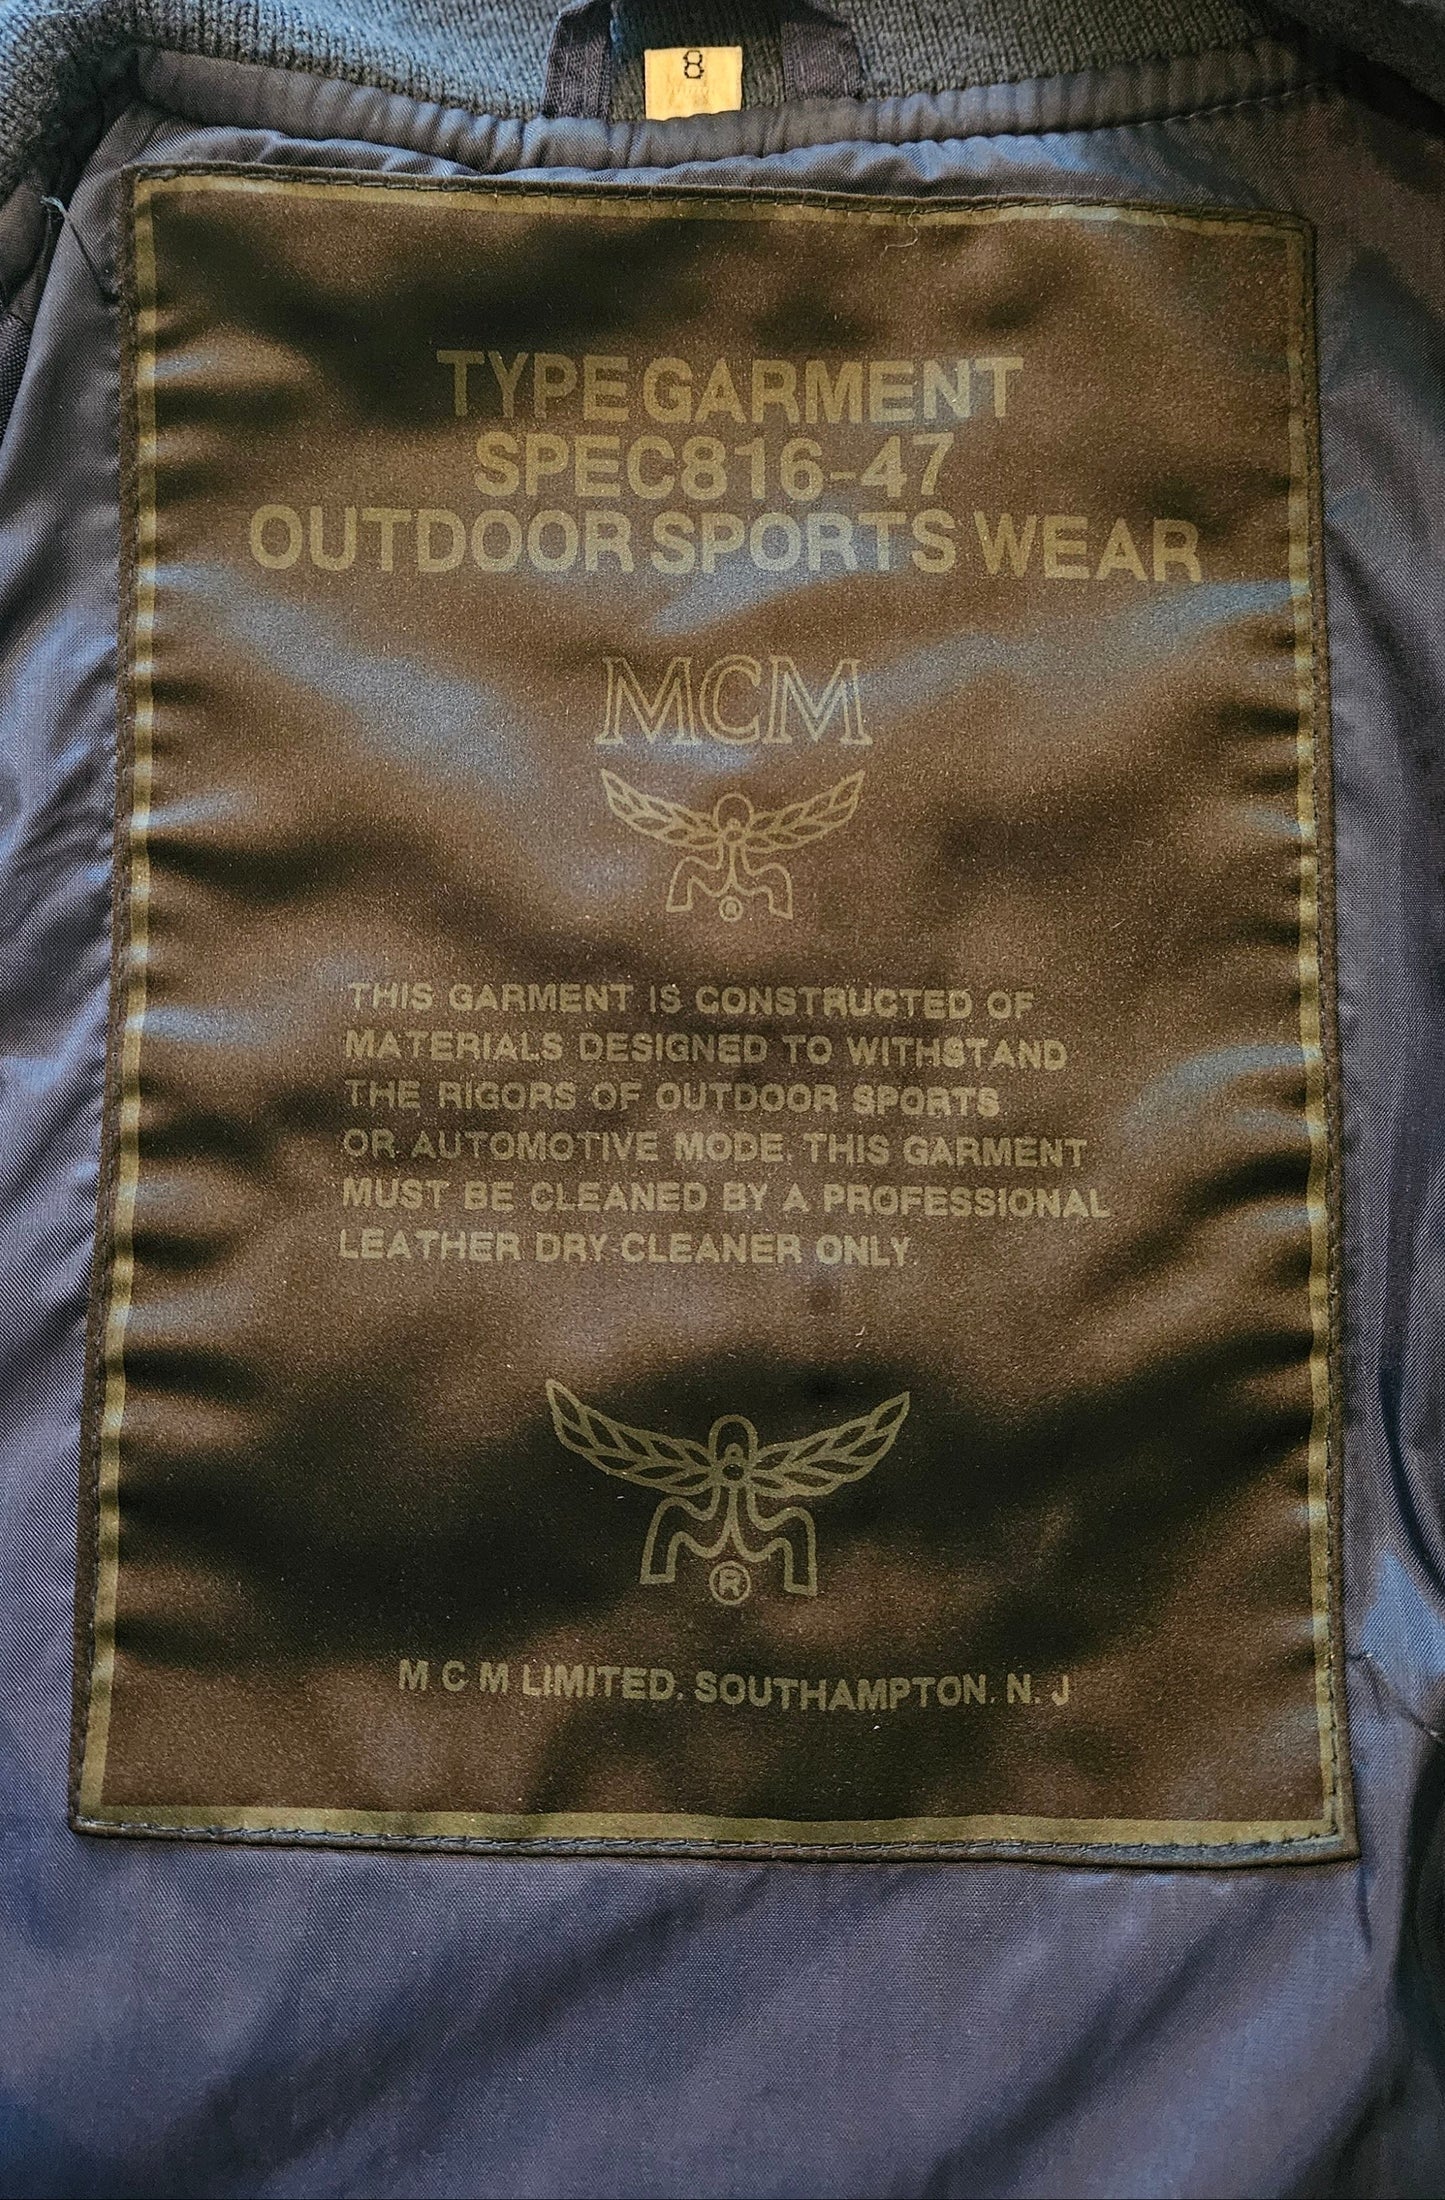 8
TYPE GARMENT
SPEC816-47
OUTDOOR SPORTS WEAR
MCM
®
THIS GARMENT IS CONSTRUCTED OF
MATERIALS DESIGNED TO WITHSTAND
THE RIGORS OF OUTDOOR SPORTS
OR AUTOMOTIVE MODE. THIS GARMENT
MUST BE CLEANED BY A PROFESSIONAL
LEATHER DRY-CLEANER ONLY.
®
M C M LIMITED. SOUTHAMPTON. N. J